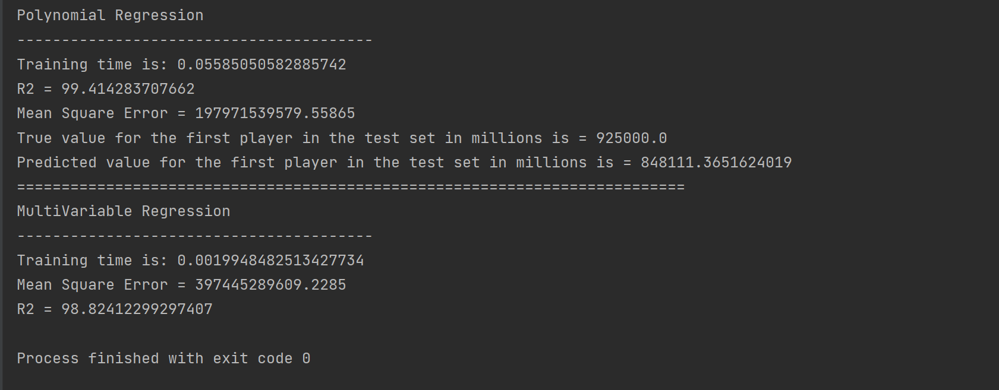 Polynomial Regression
----------------------------------------
Training time is: 0.05585050582885742
R2 = 99.414283707662
Mean Square Error = 197971539579.55865
True value for the first player in the test set in millions is = 925000.0
Predicted value for the first player in the test set in millions is = 848111.3651624019
===========================================================================
MultiVariable Regression
----------------------------------------
Training time is: 0.0019948482513427734
Mean Square Error = 397445289609.2285
R2 = 98.82412299297407
Process finished with exit code 0